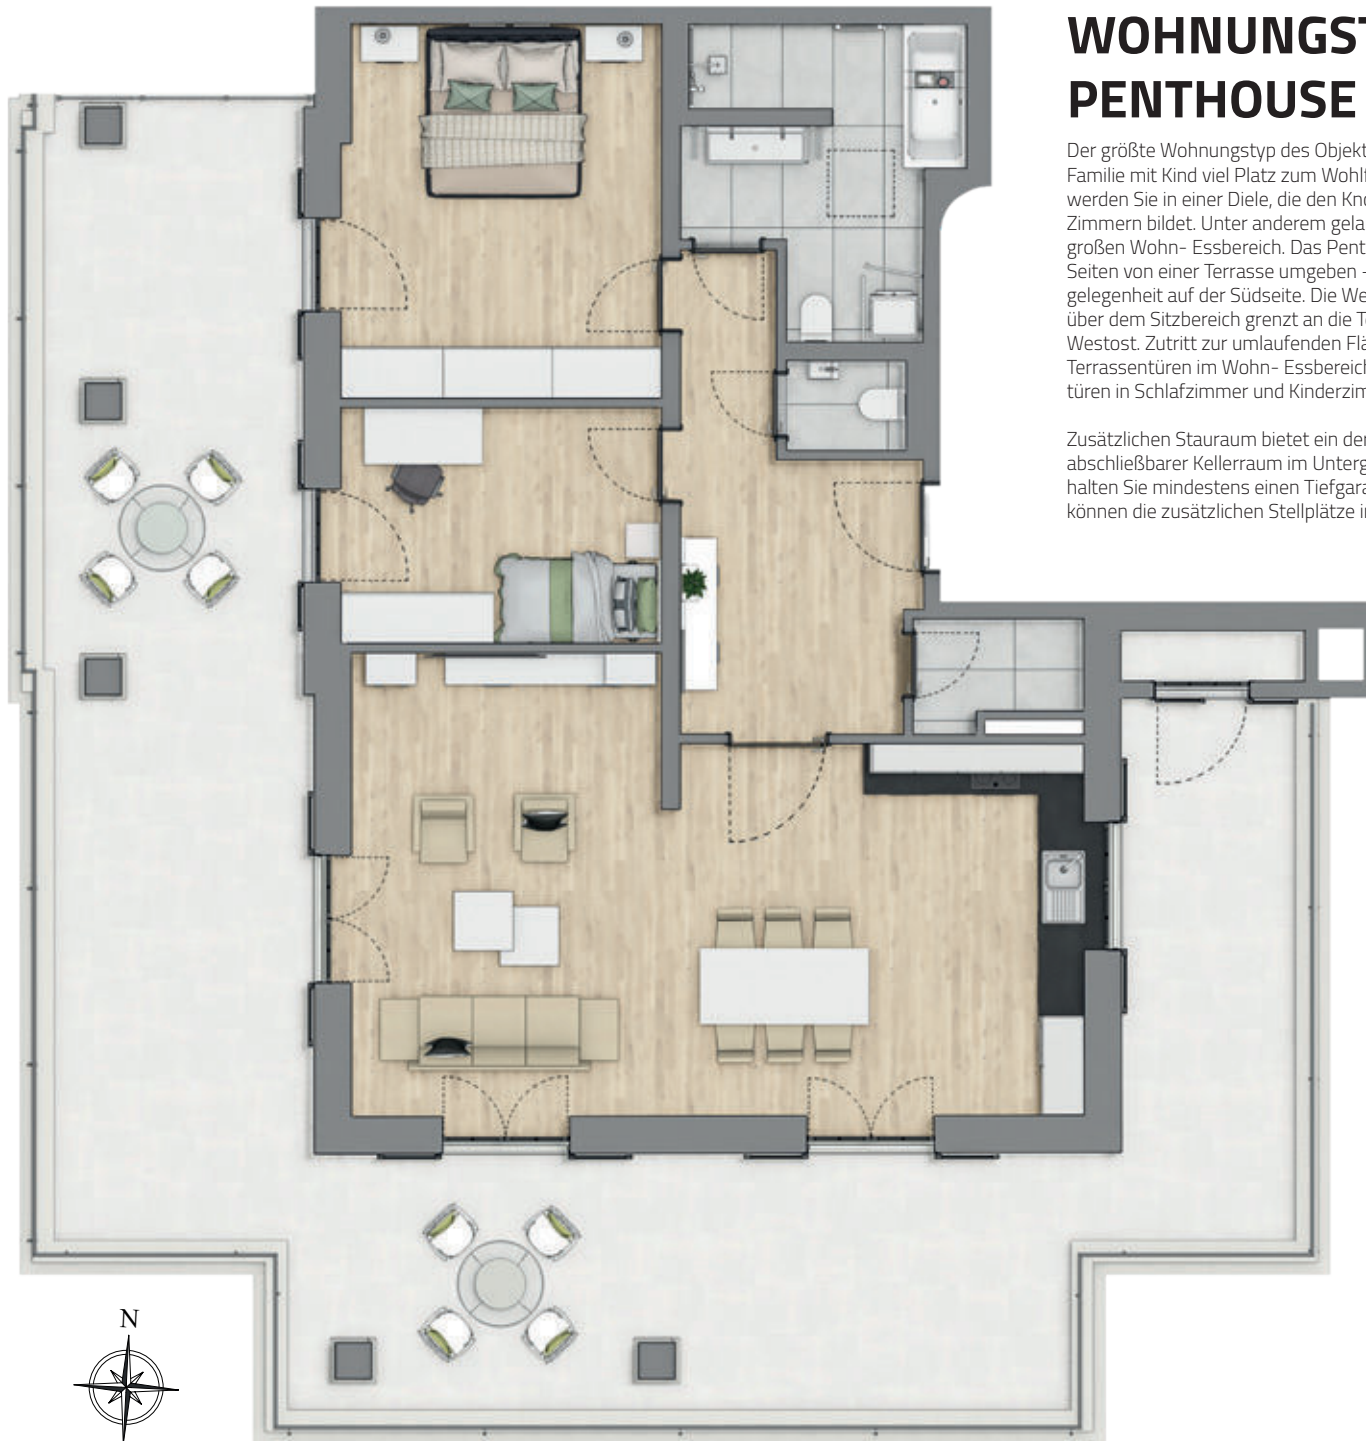 WOHNUNGST
PENTHOUSE
Der größte Wohnungstyp des Objekt
Familie mit Kind viel Platz zum Wohlf
werden Sie in einer Diele, die den Kno
Zimmern bildet. Unter anderem gela
großen Wohn- Essbereich. Das Pent
Seiten von einer Terrasse umgeben -
gelegenheit auf der Südseite. Die We
über dem Sitzbereich grenzt an die Te
Westost. Zutritt zur umlaufenden Flä
Terrassentüren im Wohn- Essbereich
türen in Schlafzimmer und Kinderzim
Zusätzlichen Stauraum bietet ein der
abschließbarer Kellerraum im Unterg
halten Sie mindestens einen Tiefgara
können die zusätzlichen Stellplätze i
N